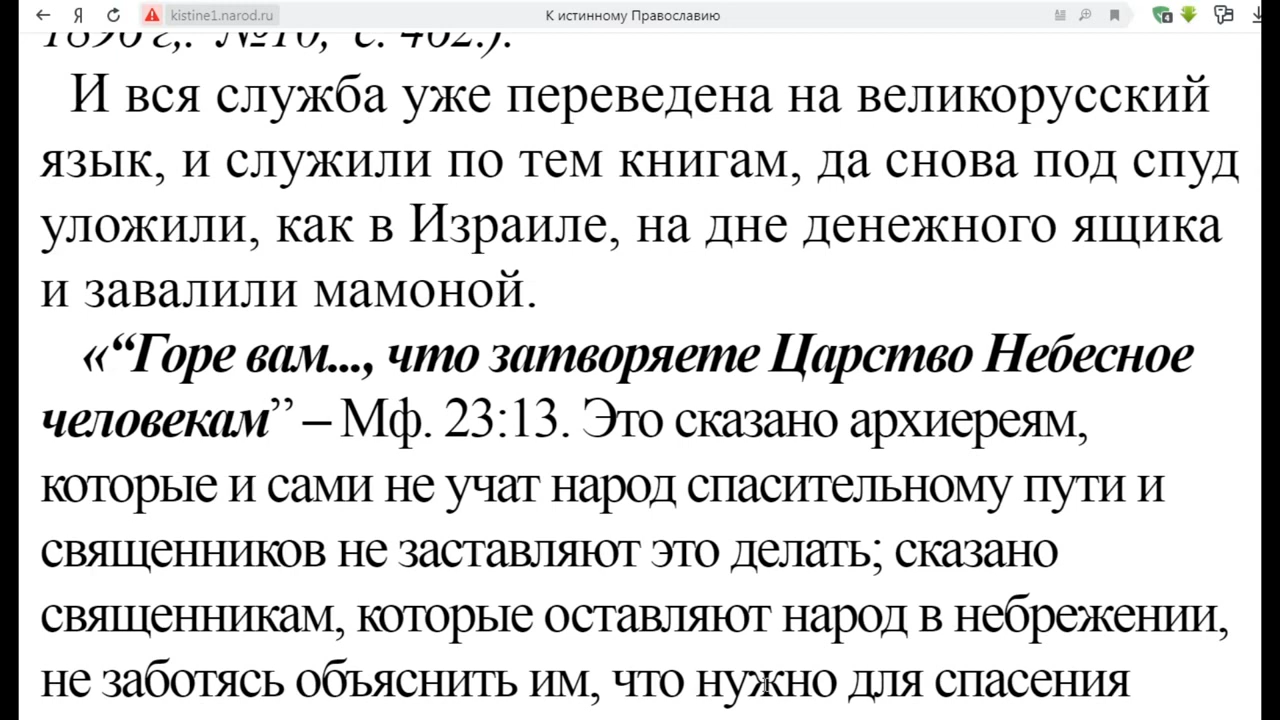 kistine1.narod.ru
К истинному Православию
И вся служба уже переведена на великорусский
язык, и служили по тем книгам, да снова под спуд
уложили, как в Израиле, на дне денежного ящика
и завалили мамоной.
«“Горе вам..., что затворяете Царство Небесное
человекам” – Мф. 23:13. Это сказано архиереям,
которые и сами не учат народ спасительному пути и
священников не заставляют это делать; сказано
священникам, которые оставляют народ в небрежении,
не заботясь объяснить им, что нужно для спасения